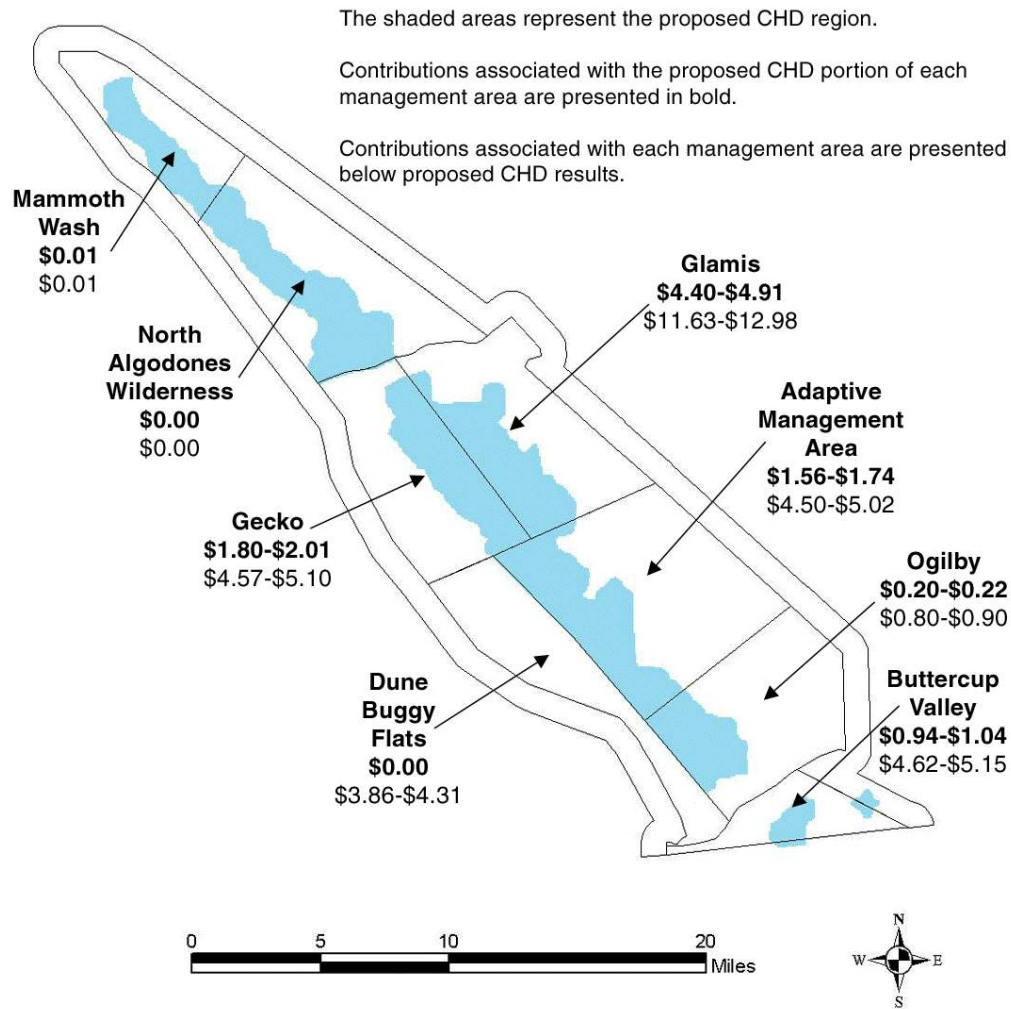 The shaded areas represent the proposed CHD region.
Contributions associated with the proposed CHD portion of each
management area are presented in bold.
Contributions associated with each management area are presented
below proposed CHD results.
Mammoth
Wash
$0.01
$0.01
North
Algodones
Wilderness
$0.00
$0.00
Glamis
$4.40-$4.91
$11.63-$12.98
Adaptive
Management
Area
$1.56-$1.74
$4.50-$5.02
Gecko
$1.80-$2.01
$4.57-$5.10
Ogilby
$0.20-$0.22
$0.80-$0.90
Dune
Buggy
Flats
$0.00
$3.86-$4.31
Buttercup
Valley
$0.94-$1.04
$4.62-$5.15
0 5 10 20
Miles
N
W E
S